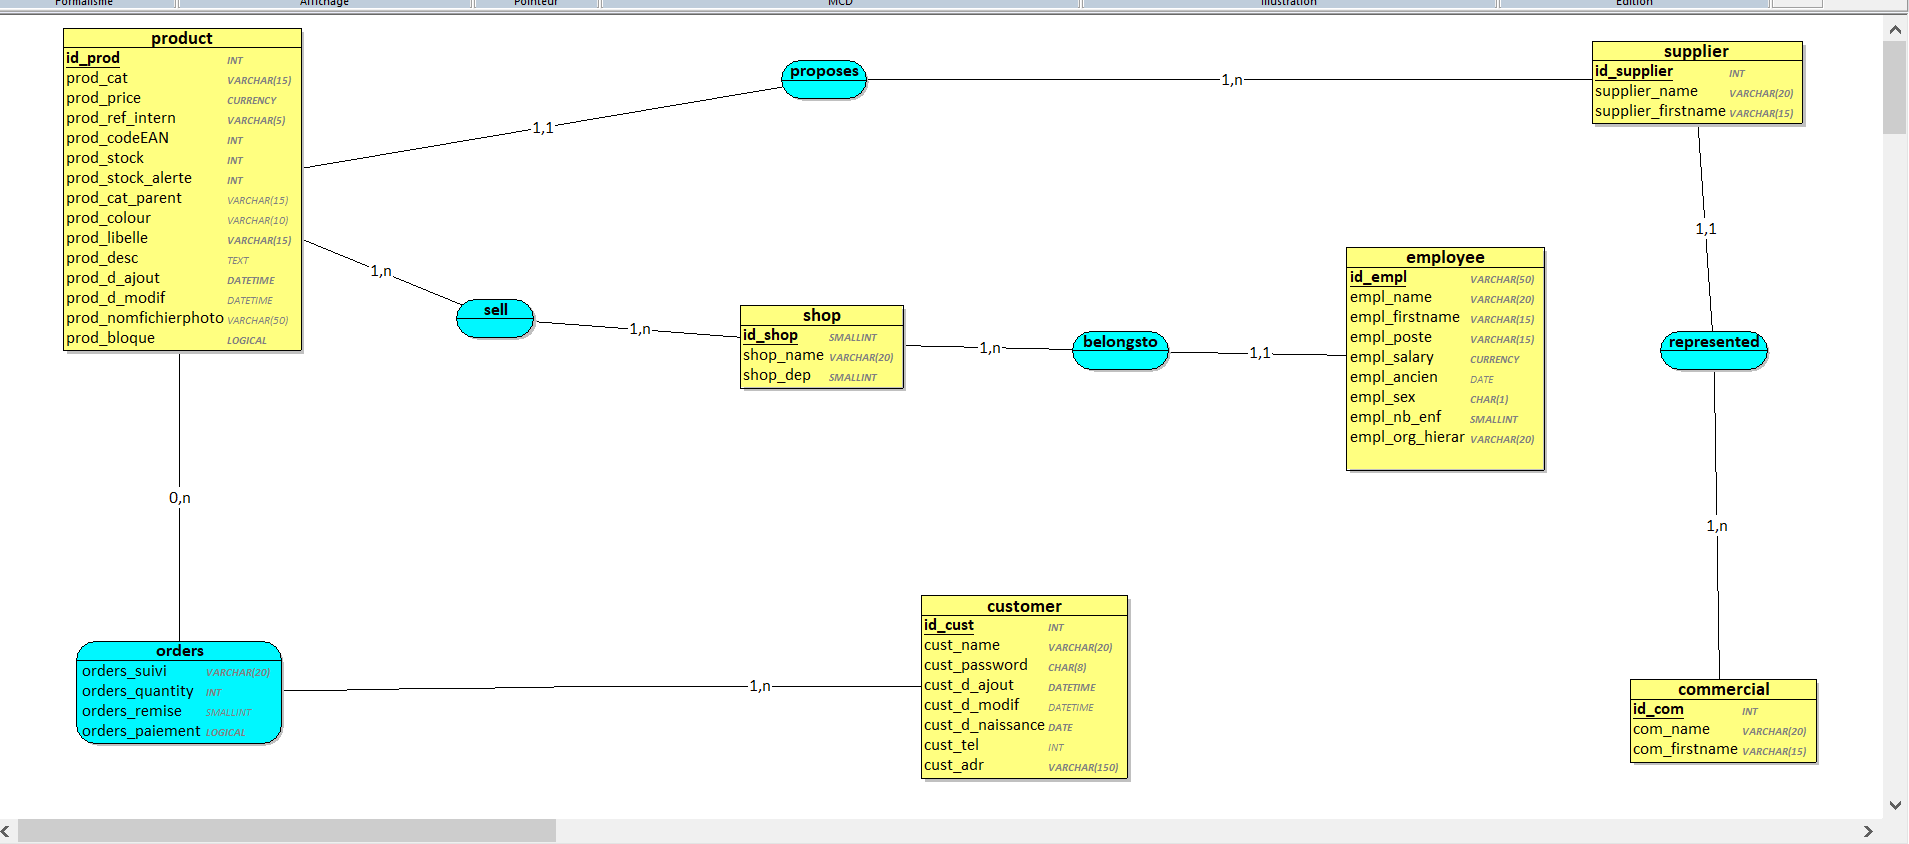 Formalisme
Affichage
Pointeur
MCD
Illustration
Edition
product
id_prod INT
prod_cat VARCHAR(15)
prod_price CURRENCY
prod_ref_intern VARCHAR(5)
prod_codeEAN INT
prod_stock INT
prod_stock_alerte INT
prod_cat_parent VARCHAR(15)
prod_colour VARCHAR(10)
prod_libelle VARCHAR(15)
prod_desc TEXT
prod_d_ajout DATETIME
prod_d_modif DATETIME
prod_nomfichierphoto VARCHAR(50)
prod_bloque LOGICAL
proposes
1,n
1,1
supplier
id_supplier INT
supplier_name VARCHAR(20)
supplier_firstname VARCHAR(15)
1,1
1,n
sell
1,n
shop
id_shop SMALLINT
shop_name VARCHAR(20)
shop_dep SMALLINT
1,n
belongsto
1,1
employee
id_empl VARCHAR(50)
empl_name VARCHAR(20)
empl_firstname VARCHAR(15)
empl_poste VARCHAR(15)
empl_salary CURRENCY
empl_ancien DATE
empl_sex CHAR(1)
empl_nb_enf SMALLINT
empl_org_hierar VARCHAR(20)
represented
0,n
1,n
orders
orders_suivi VARCHAR(20)
orders_quantity INT
orders_remise SMALLINT
orders_paiement LOGICAL
1,n
customer
id_cust INT
cust_name VARCHAR(20)
cust_password CHAR(8)
cust_d_ajout DATETIME
cust_d_modif DATETIME
cust_d_naissance DATE
cust_tel INT
cust_adr VARCHAR(150)
commercial
id_com INT
com_name VARCHAR(20)
com_firstname VARCHAR(15)